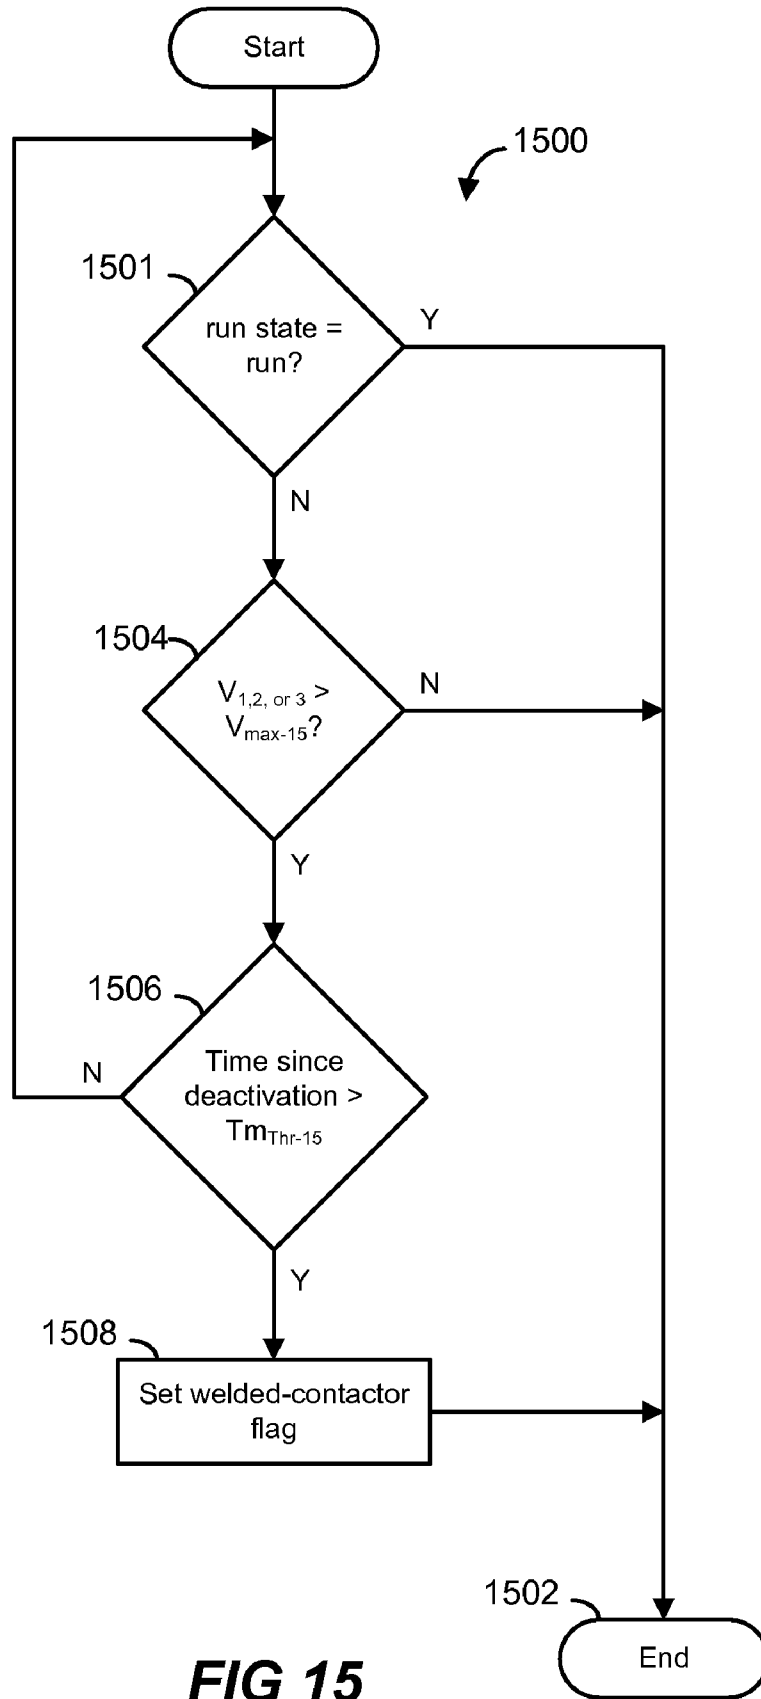 Start
1500
1501
run state =
run?
Y
N
1504
V1,2, or 3 >
Vmax-15?
N
Y
1506
Time since
deactivation >
TmThr-15
N
Y
1508
Set welded-contactor
flag
1502
End
FIG 15